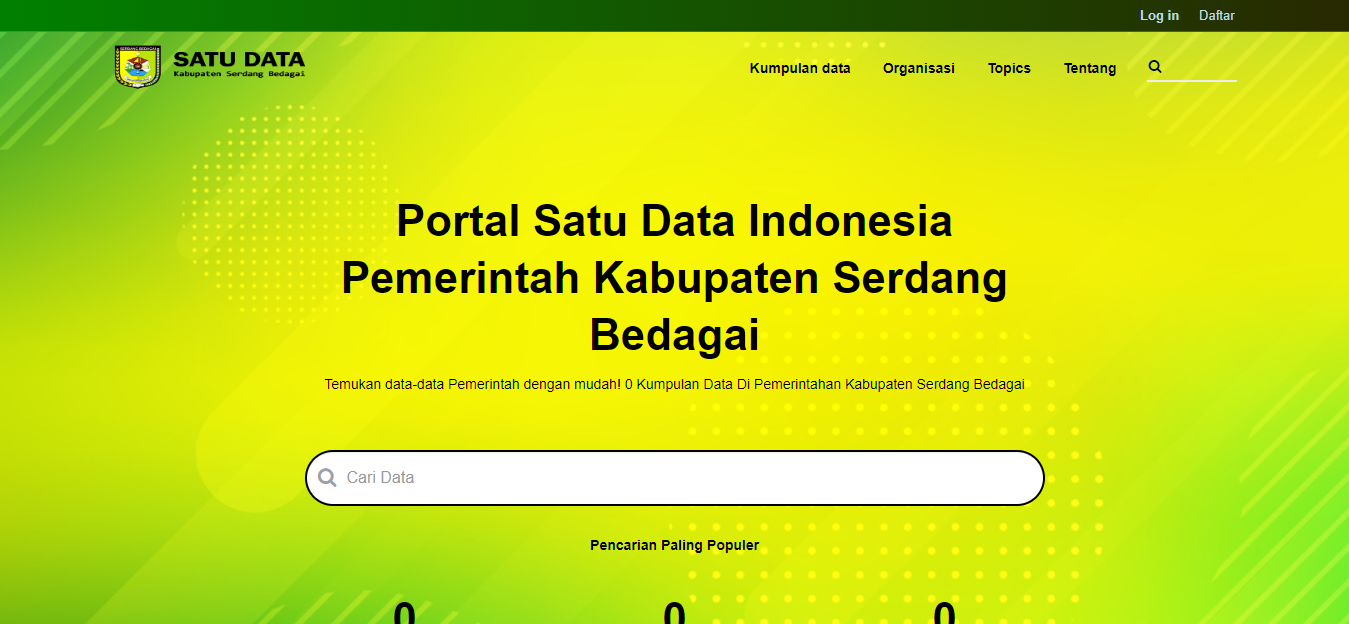 Log in Daftar
SERDANG BEDAGAI
SATU DATA
Kabupaten Serdang Bedagai
Kumpulan data Organisasi Topics Tentang
Portal Satu Data Indonesia
Pemerintah Kabupaten Serdang
Bedagai
Temukan data-data Pemerintah dengan mudah! 0 Kumpulan Data Di Pemerintahan Kabupaten Serdang Bedagai
Cari Data
Pencarian Paling Populer
0 0 0